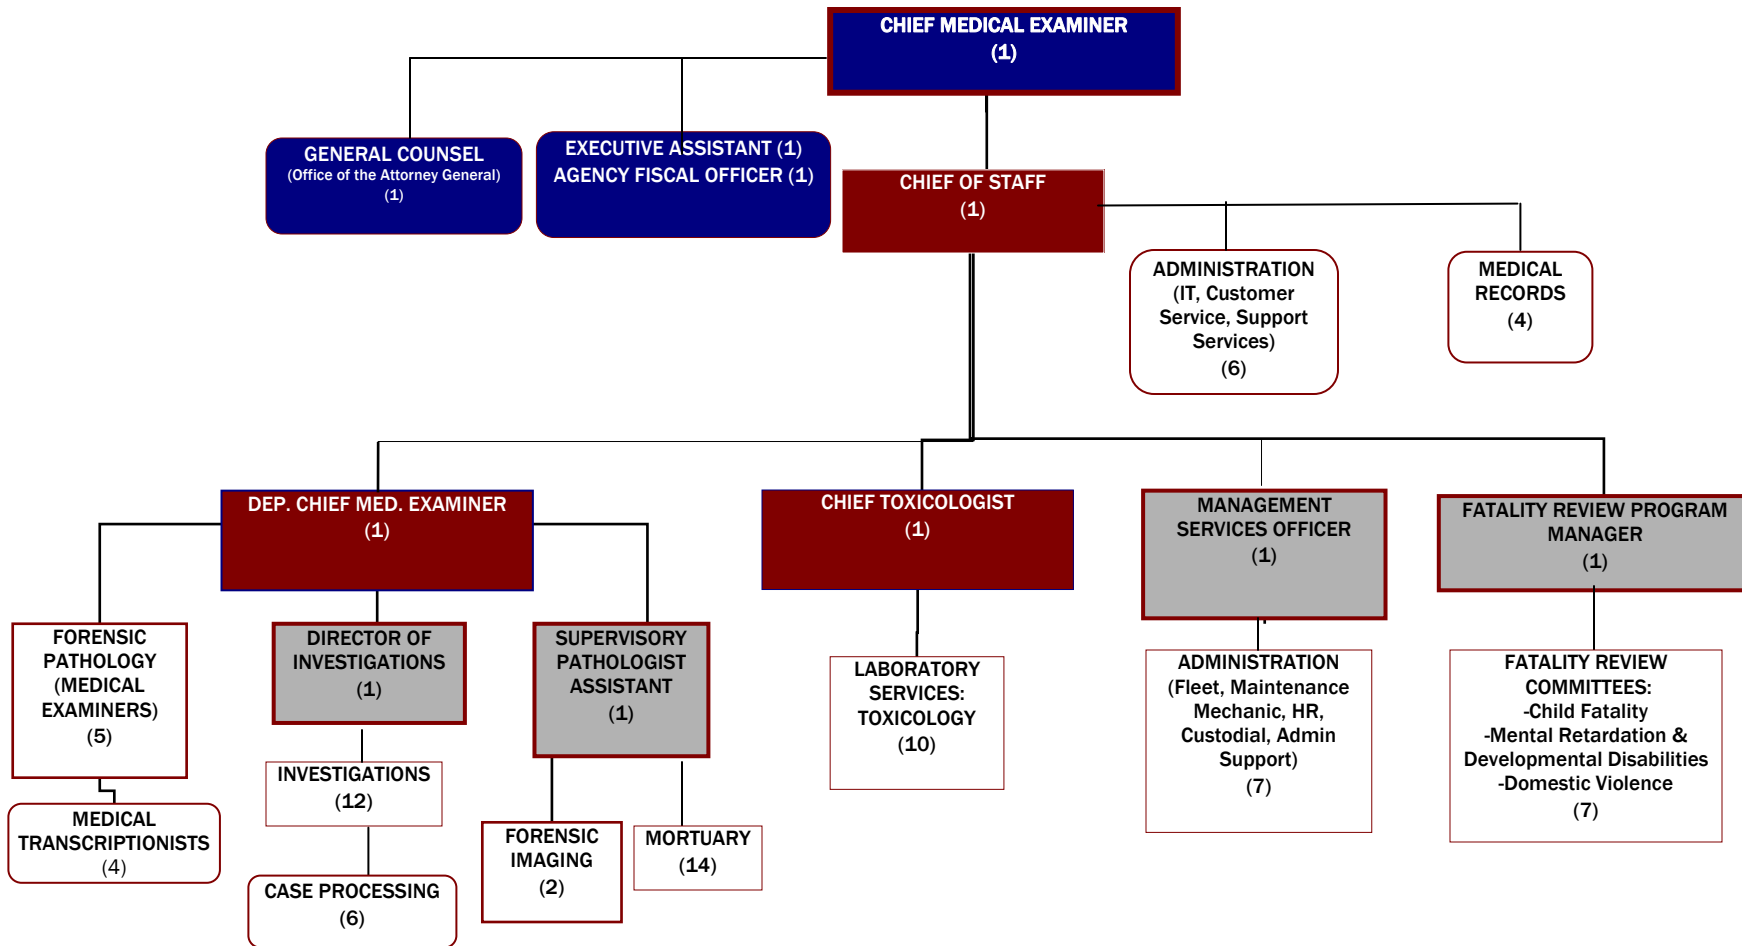 CHIEF MEDICAL EXAMINER
(1)
GENERAL COUNSEL
(Office of the Attorney General)
(1)
EXECUTIVE ASSISTANT (1)
AGENCY FISCAL OFFICER (1)
CHIEF OF STAFF
(1)
ADMINISTRATION
(IT, Customer
Service, Support
Services)
(6)
MEDICAL
RECORDS
(4)
DEP. CHIEF MED. EXAMINER
(1)
CHIEF TOXICOLOGIST
(1)
MANAGEMENT
SERVICES OFFICER
(1)
FATALITY REVIEW PROGRAM
MANAGER
(1)
FORENSIC
PATHOLOGY
(MEDICAL
EXAMINERS)
(5)
DIRECTOR OF
INVESTIGATIONS
(1)
SUPERVISORY
PATHOLOGIST
ASSISTANT
(1)
LABORATORY
SERVICES:
TOXICOLOGY
(10)
ADMINISTRATION
(Fleet, Maintenance
Mechanic, HR,
Custodial, Admin
Support)
(7)
FATALITY REVIEW
COMMITTEES:
-Child Fatality
-Mental Retardation &
Developmental Disabilities
-Domestic Violence
(7)
MEDICAL
TRANSCRIPTIONISTS
(4)
INVESTIGATIONS
(12)
CASE PROCESSING
(6)
FORENSIC
IMAGING
(2)
MORTUARY
(14)